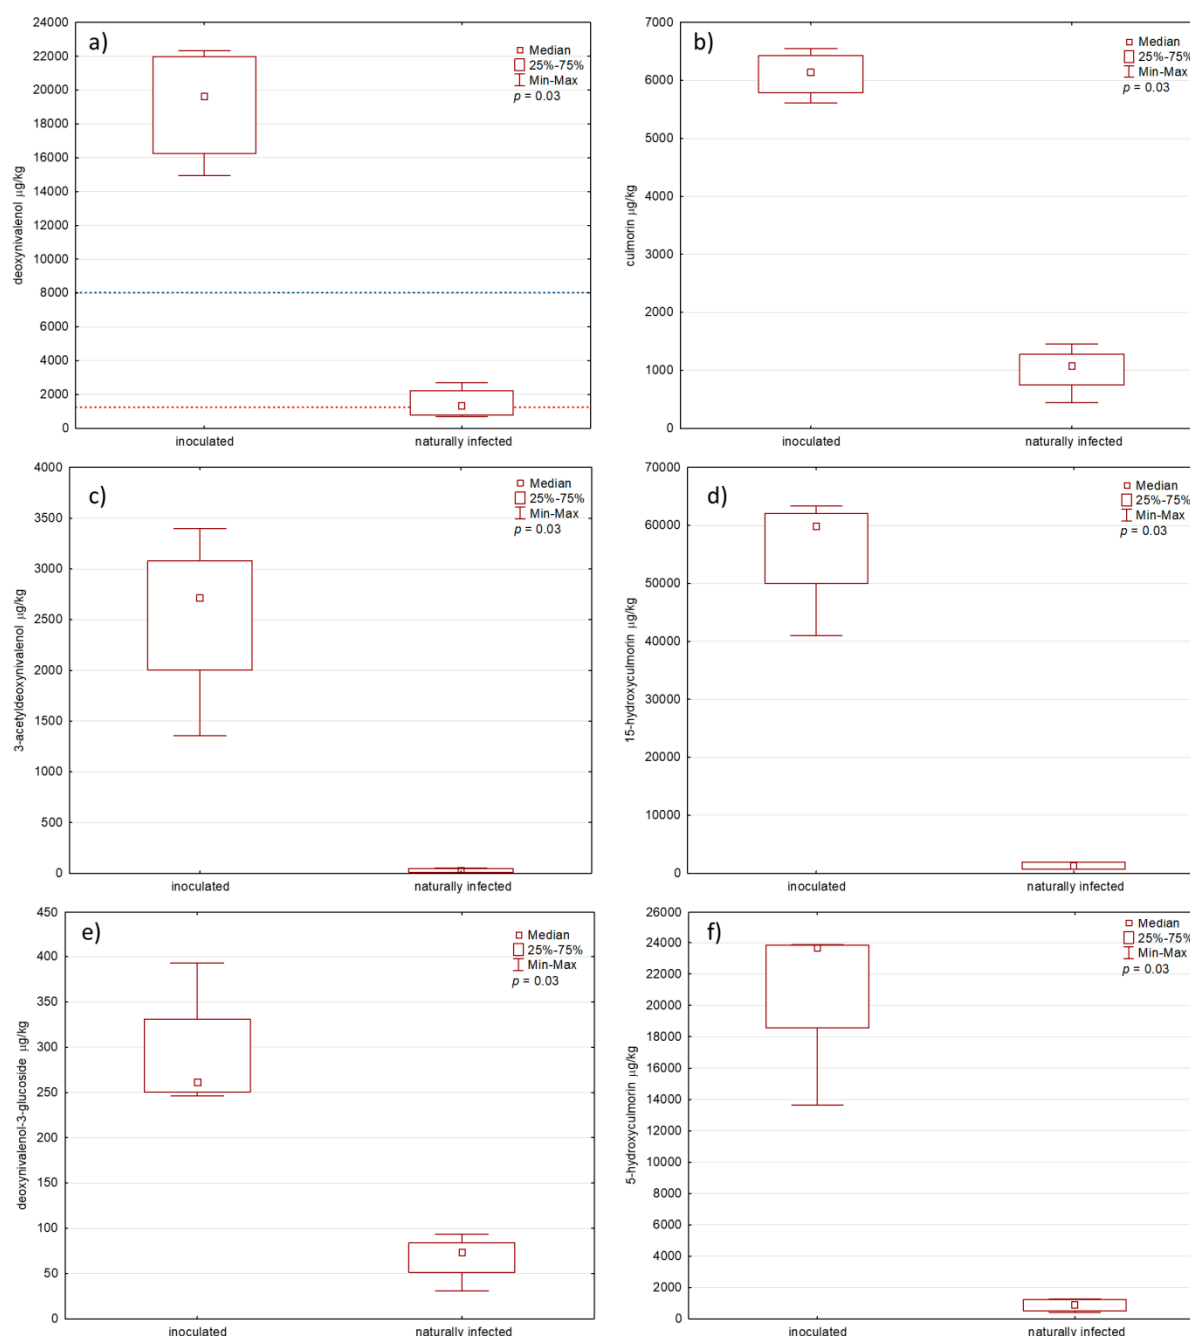 a)
24000
22000
20000
18000
16000
14000
12000
10000
8000
6000
4000
2000
0
deoxynivalenol µg/kg
Median
25%-75%
Min-Max
p = 0.03
inoculated
naturally infected
b)
7000
6000
5000
4000
3000
2000
1000
0
culmorin µg/kg
Median
25%-75%
Min-Max
p = 0.03
inoculated
naturally infected
c)
4000
3500
3000
2500
2000
1500
1000
500
0
3-acetyldeoxynivalenol µg/kg
Median
25%-75%
Min-Max
p = 0.03
inoculated
naturally infected
d)
70000
60000
50000
40000
30000
20000
10000
0
15-hydroxyculmorin µg/kg
Median
25%-75%
Min-Max
p = 0.03
inoculated
naturally infected
e)
450
400
350
300
250
200
150
100
50
0
deoxynivalenol-3-glucoside µg/kg
Median
25%-75%
Min-Max
p = 0.03
inoculated
naturally infected
f)
26000
24000
22000
20000
18000
16000
14000
12000
10000
8000
6000
4000
2000
0
5-hydroxyculmorin µg/kg
Median
25%-75%
Min-Max
p = 0.03
inoculated
naturally infected